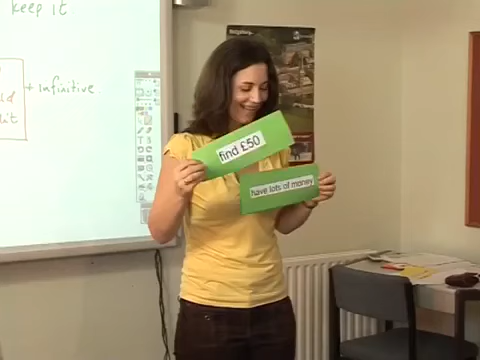 keep it
+ infinitive.
find £50
have lots of money